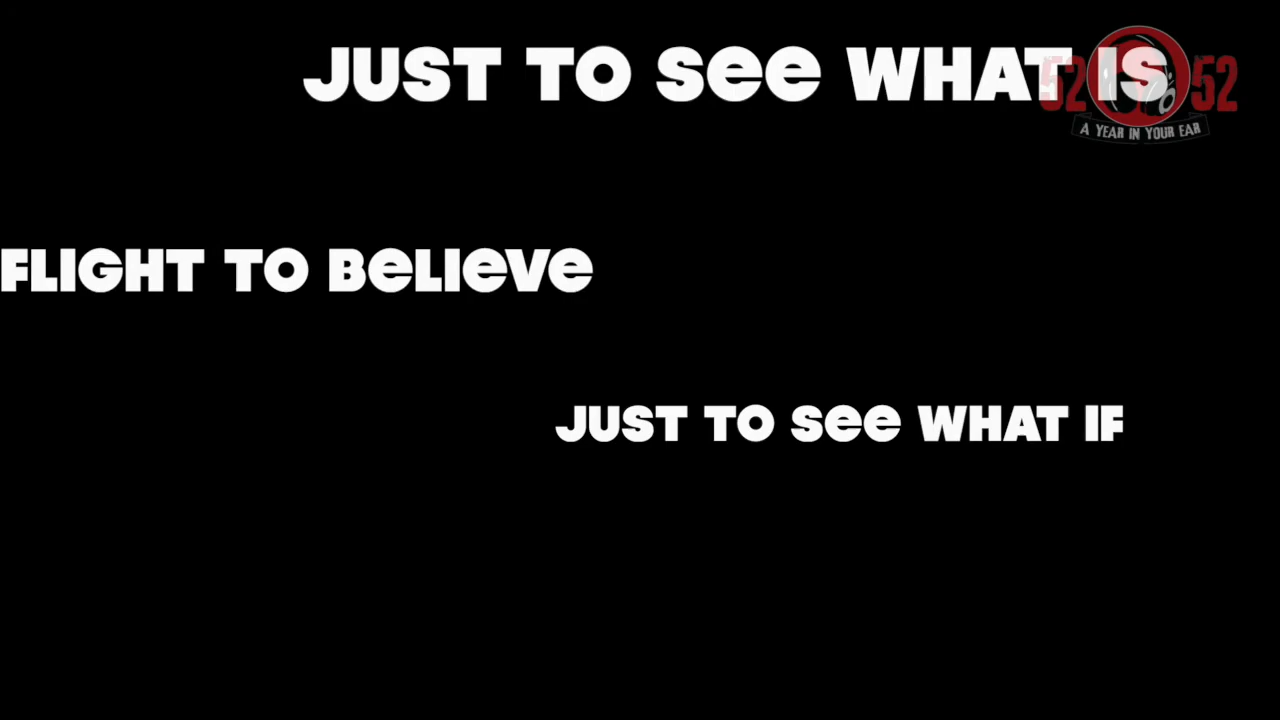 JUST TO See WHAT IS
52 52
A YEAR IN YOUR EAR
FLIGHT TO BeLIeVe
JUST TO See WHAT IF